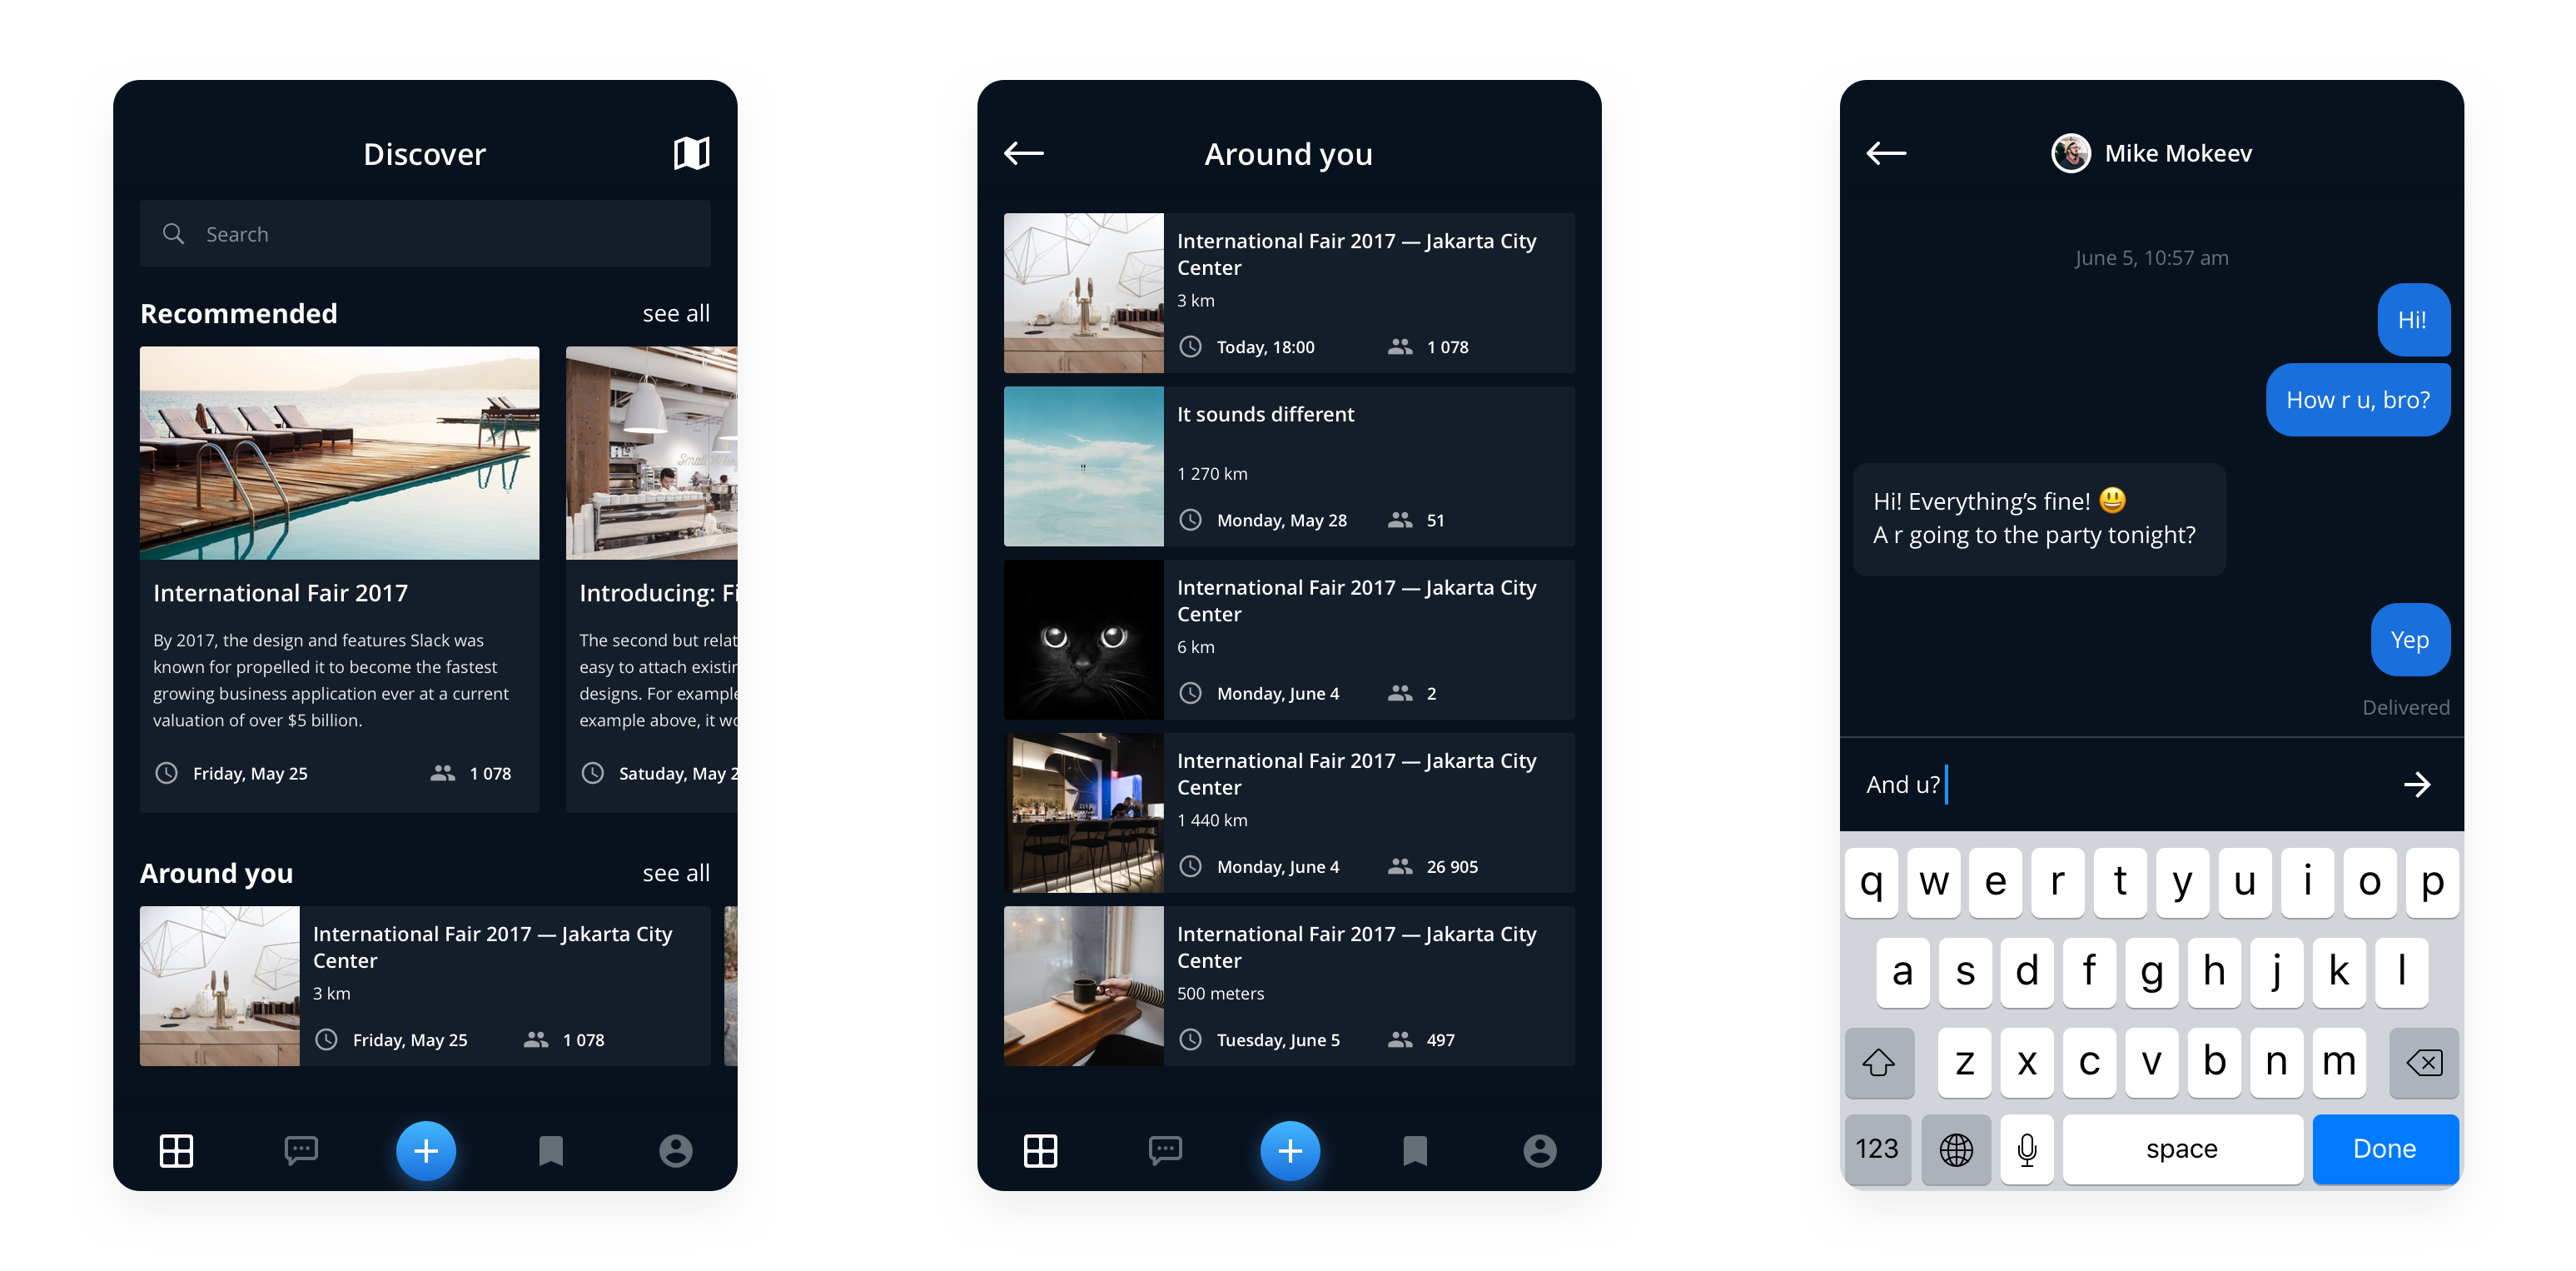 Discover
Search
Recommended
see all
International Fair 2017
By 2017, the design and features Slack was
known for propelled it to become the fastest
growing business application ever at a current
valuation of over $5 billion.
Friday, May 25
1 078
Introducing: Fi
The second but relat
easy to attach existin
designs. For example
example above, it wo
Satuday, May 2
Around you
see all
International Fair 2017 — Jakarta City
Center
3 km
Friday, May 25
1 078
Around you
International Fair 2017 — Jakarta City
Center
3 km
Today, 18:00
1 078
It sounds different
1 270 km
Monday, May 28
51
International Fair 2017 — Jakarta City
Center
6 km
Monday, June 4
2
International Fair 2017 — Jakarta City
Center
1 440 km
Monday, June 4
26 905
International Fair 2017 — Jakarta City
Center
500 meters
Tuesday, June 5
497
Mike Mokeev
June 5, 10:57 am
Hi!
How r u, bro?
Hi! Everything’s fine! 😃
A r going to the party tonight?
Yep
Delivered
And u?
q w e r t y u i o p
a s d f g h j k l
z x c v b n m
123 space Done